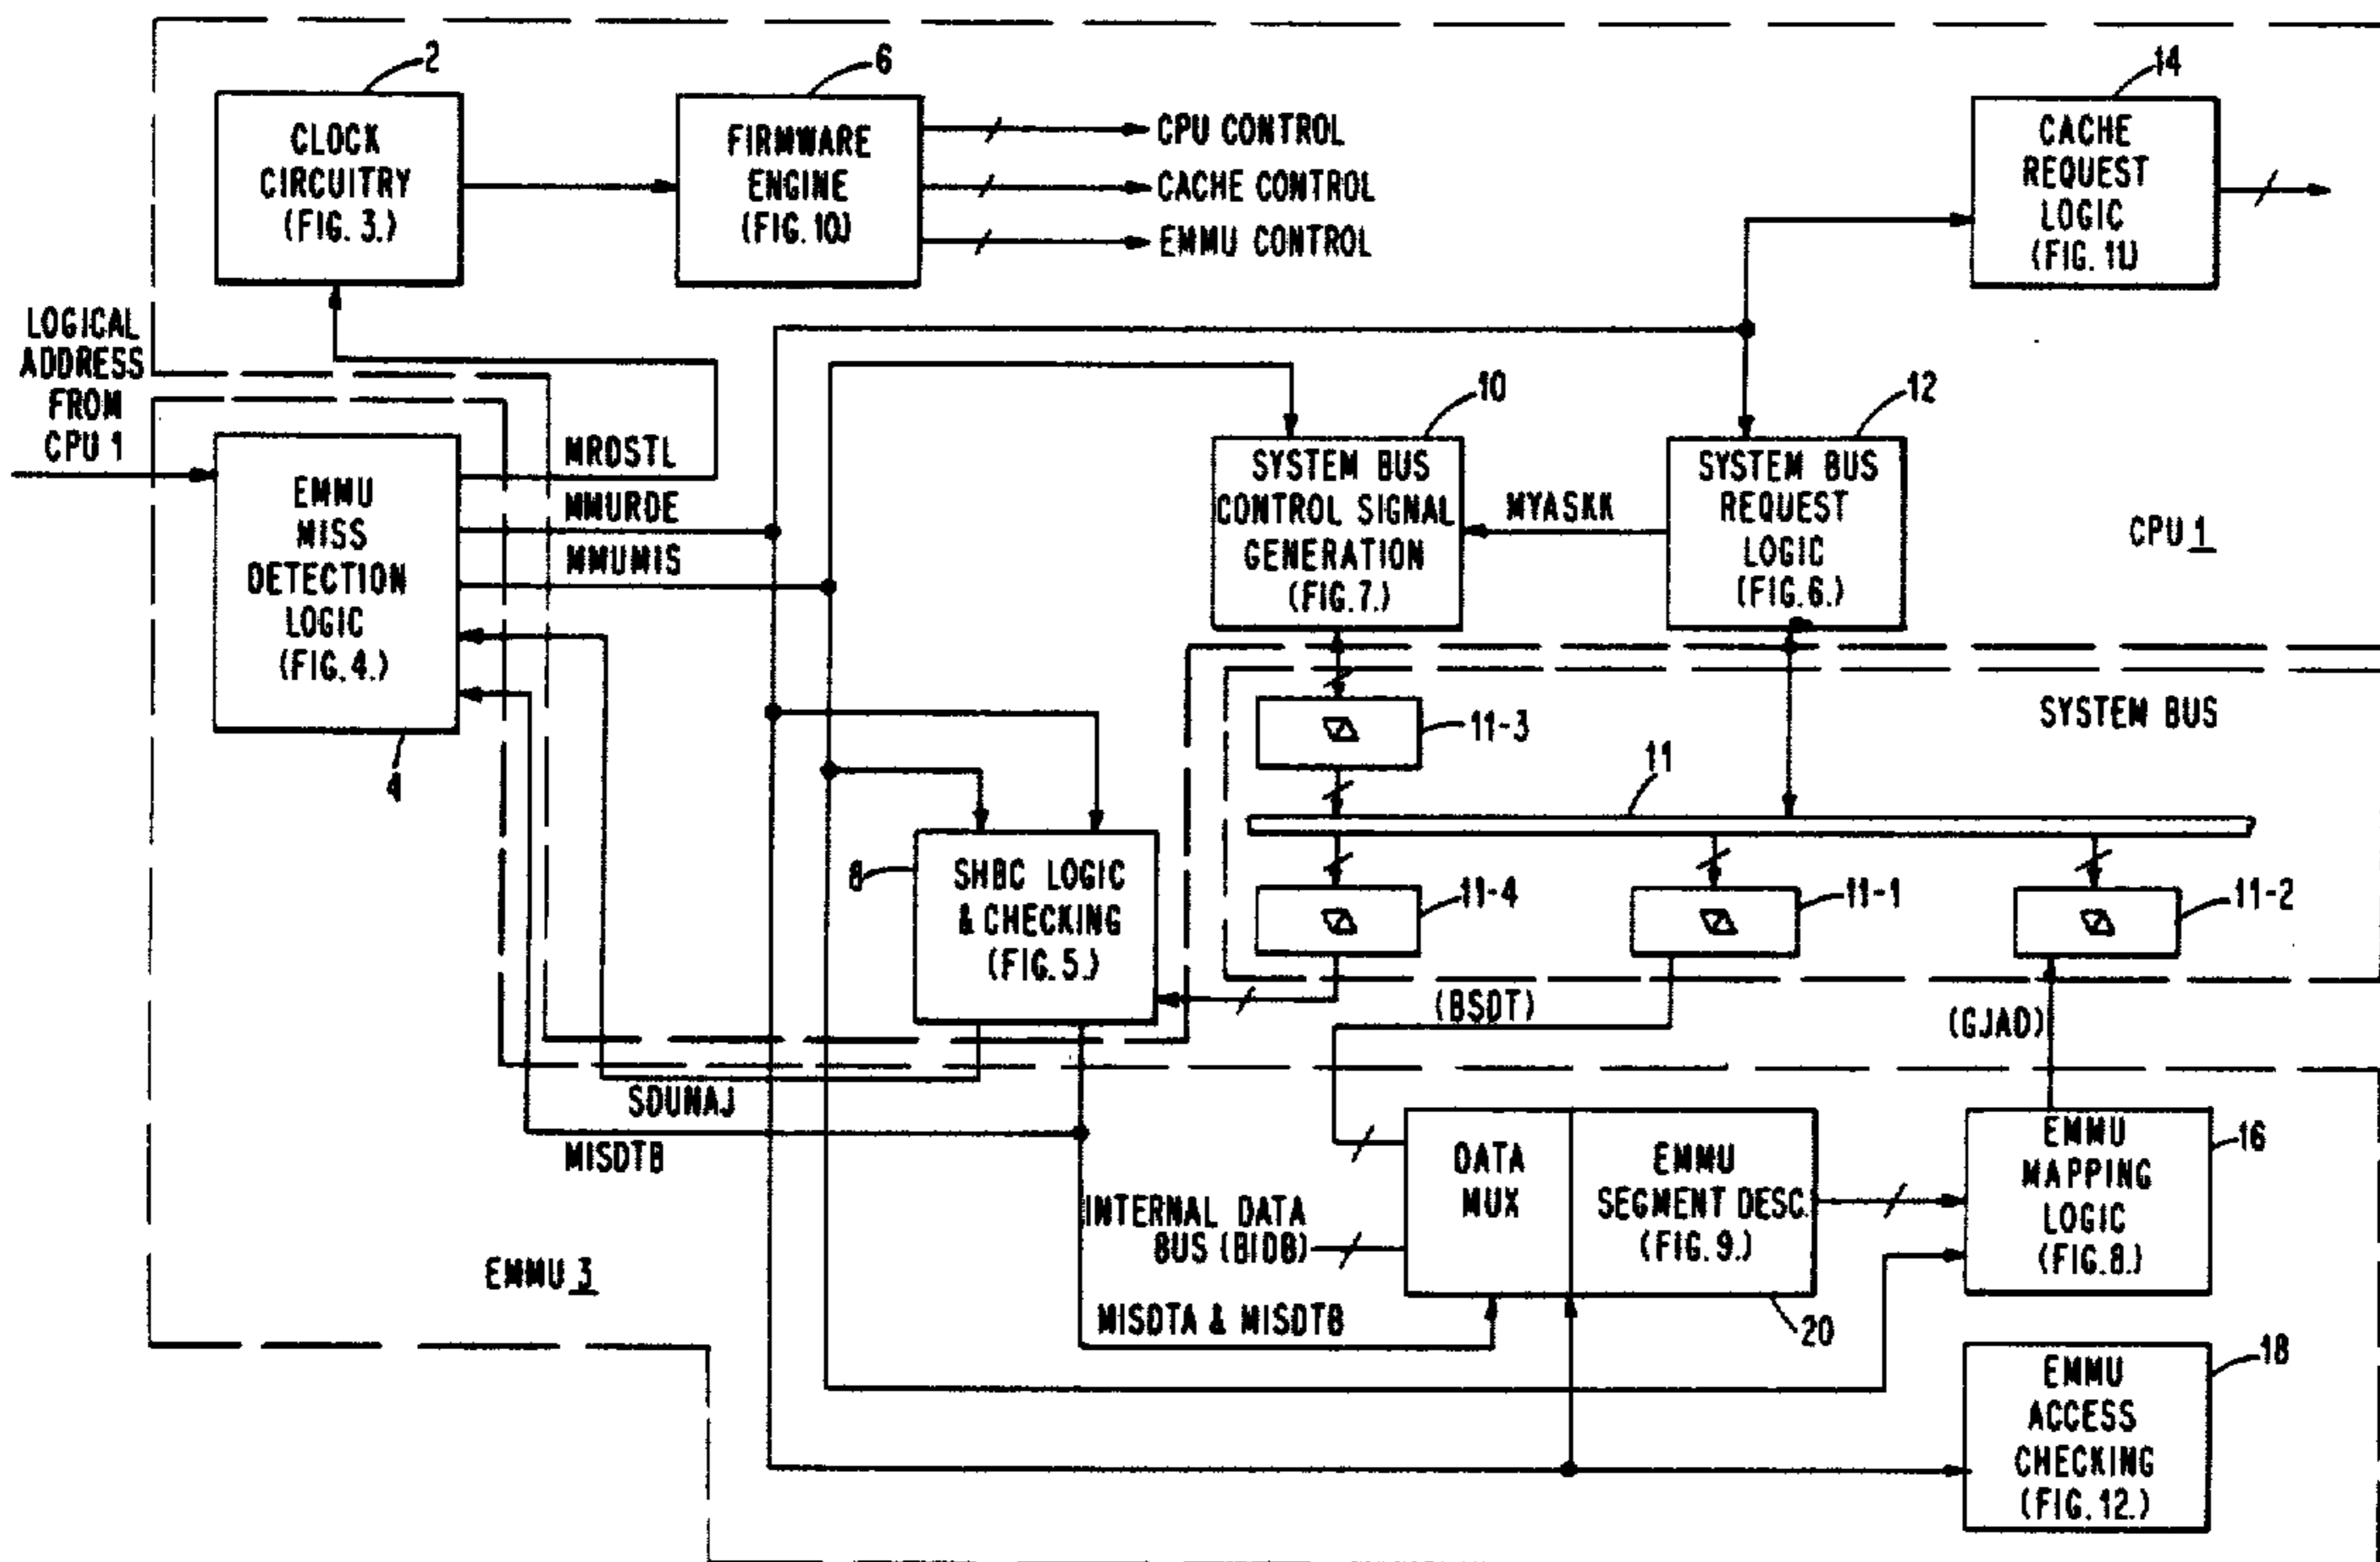 2
CLOCK
CIRCUITRY
(FIG. 3.)
6
FIRMWARE
ENGINE
(FIG. 10.)
CPU CONTROL
CACHE CONTROL
EMMU CONTROL
14
CACHE
REQUEST
LOGIC
(FIG. 11.)
LOGICAL
ADDRESS
FROM
CPU 1
EMMU
MISS
DETECTION
LOGIC
(FIG. 4.)
4
MRDSTL
MMURDE
MMUMIS
10
SYSTEM BUS
CONTROL SIGNAL
GENERATION
(FIG. 7.)
MYASKK
12
SYSTEM BUS
REQUEST
LOGIC
(FIG. 6.)
CPU 1
SYSTEM BUS
11-3
11
8
SHBC LOGIC
& CHECKING
(FIG. 5.)
11-4
11-1
11-2
(BSDT)
(GJAD)
SDUMAJ
MISDTB
INTERNAL DATA
BUS (BIDB)
DATA
MUX
EMMU
SEGMENT DESC.
(FIG. 9.)
20
EMMU
MAPPING
LOGIC
(FIG. 8.)
16
EMMU 3
MISDTA & MISDTB
EMMU
ACCESS
CHECKING
(FIG. 12.)
18